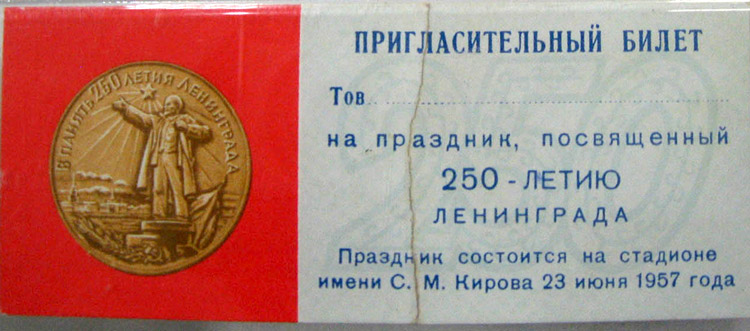 В ПАМЯТЬ 250-ЛЕТИЯ ЛЕНИНГРАДА
ПРИГЛАСИТЕЛЬНЫЙ БИЛЕТ
Тов.
на праздник, посвященный
250-ЛЕТИЮ
ЛЕНИНГРАДА
Праздник состоится на стадионе
имени С. М. Кирова 23 июня 1957 года
250